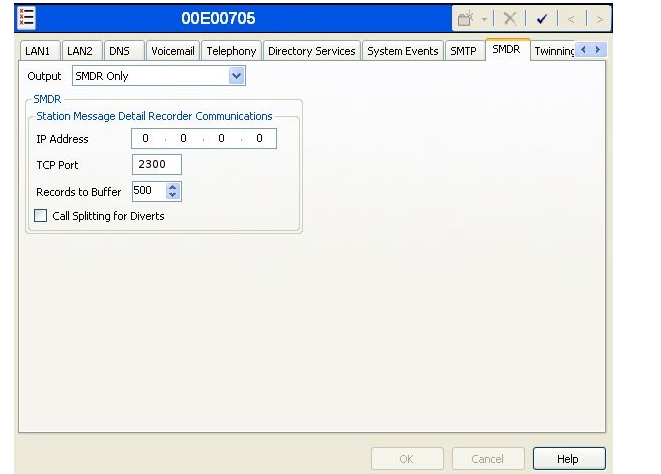 00E00705
LAN1 LAN2 DNS Voicemail Telephony Directory Services System Events SMTP SMDR Twinning
Output SMDR Only
SMDR
Station Message Detail Recorder Communications
IP Address 0 . 0 . 0 . 0
TCP Port 2300
Records to Buffer 500
Call Splitting for Diverts
OK Cancel Help